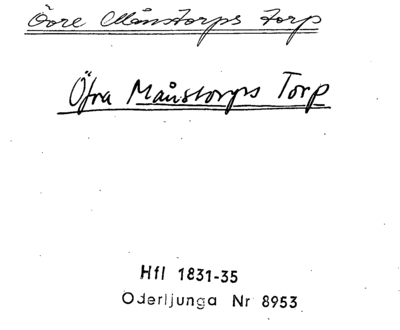 Övre Månstorps torp
Öfra Månstorps Torp
Hfl 1831-35
Oderljunga Nr 8953